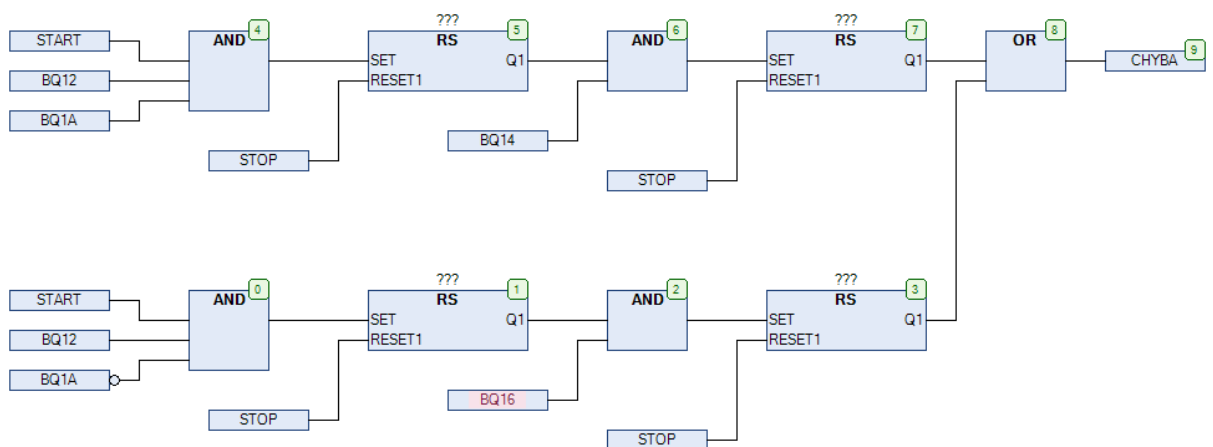 ??? ???
START AND 4 RS 5 AND 6 RS 7 OR 8 CHYBA 9
SET Q1 SET Q1
BQ12 RESET1 RESET1
BQ1A
BQ14
STOP
STOP
??? ???
START AND 0 RS 1 AND 2 RS 3
SET Q1 SET Q1
BQ12 RESET1 RESET1
BQ1A
BQ16
STOP
STOP